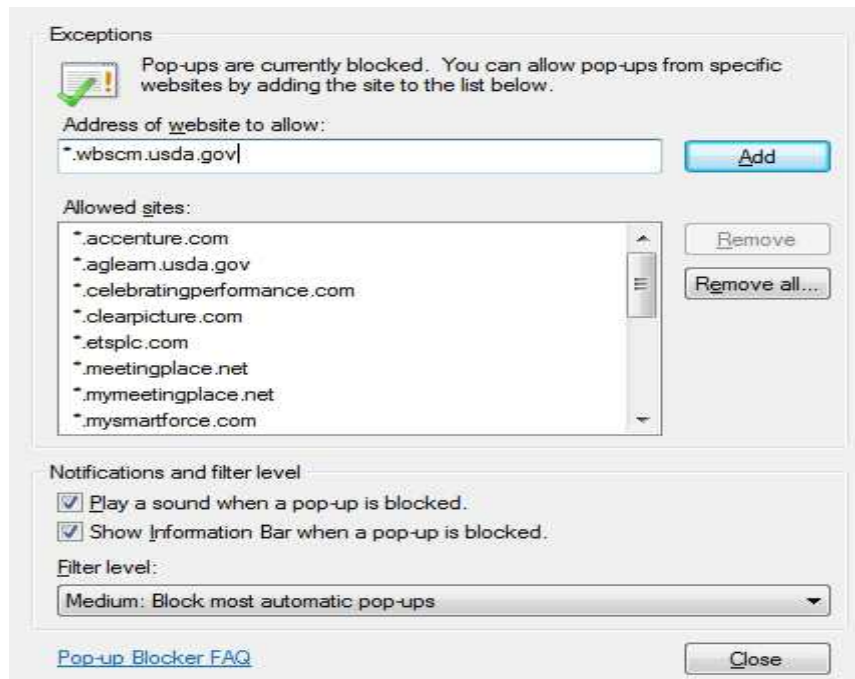 Exceptions
Pop-ups are currently blocked. You can allow pop-ups from specific
websites by adding the site to the list below.
Address of website to allow:
*.wbscm.usda.gov
Add
Allowed sites:
*.accenture.com
*.aglearn.usda.gov
*.celebratingperformance.com
*.clearpicture.com
*.etsplc.com
*.meetingplace.net
*.mymeetingplace.net
*.mysmartforce.com
Remove
Remove all...
Notifications and filter level
Play a sound when a pop-up is blocked.
Show Information Bar when a pop-up is blocked.
Filter level:
Medium: Block most automatic pop-ups
Pop-up Blocker FAQ
Close